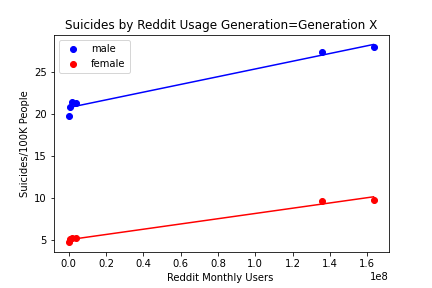 Suicides by Reddit Usage Generation=Generation X
male
female
Suicides/100K People
25
20
15
10
5
0.0 0.2 0.4 0.6 0.8 1.0 1.2 1.4 1.6
1e8
Reddit Monthly Users